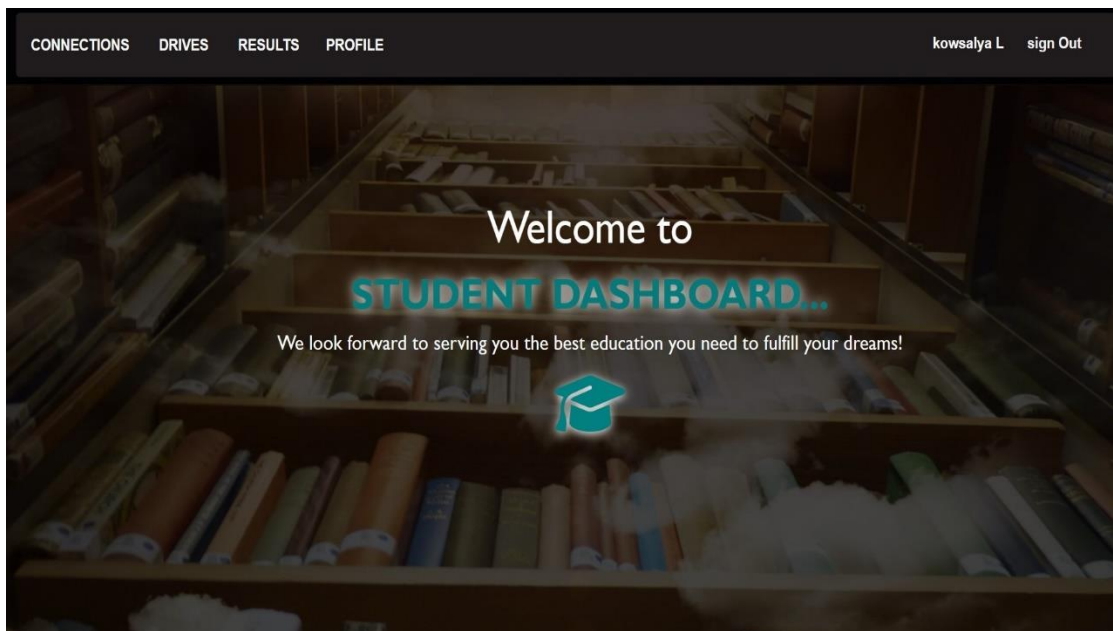 CONNECTIONS DRIVES RESULTS PROFILE kowsalya L sign Out
Welcome to
STUDENT DASHBOARD...
We look forward to serving you the best education you need to fulfill your dreams!